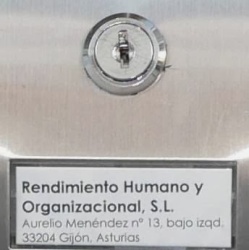 Rendimiento Humano y
Organizacional, S.L.
Aurelio Menéndez nº 13, bajo izqd.
33204 Gijón, Asturias